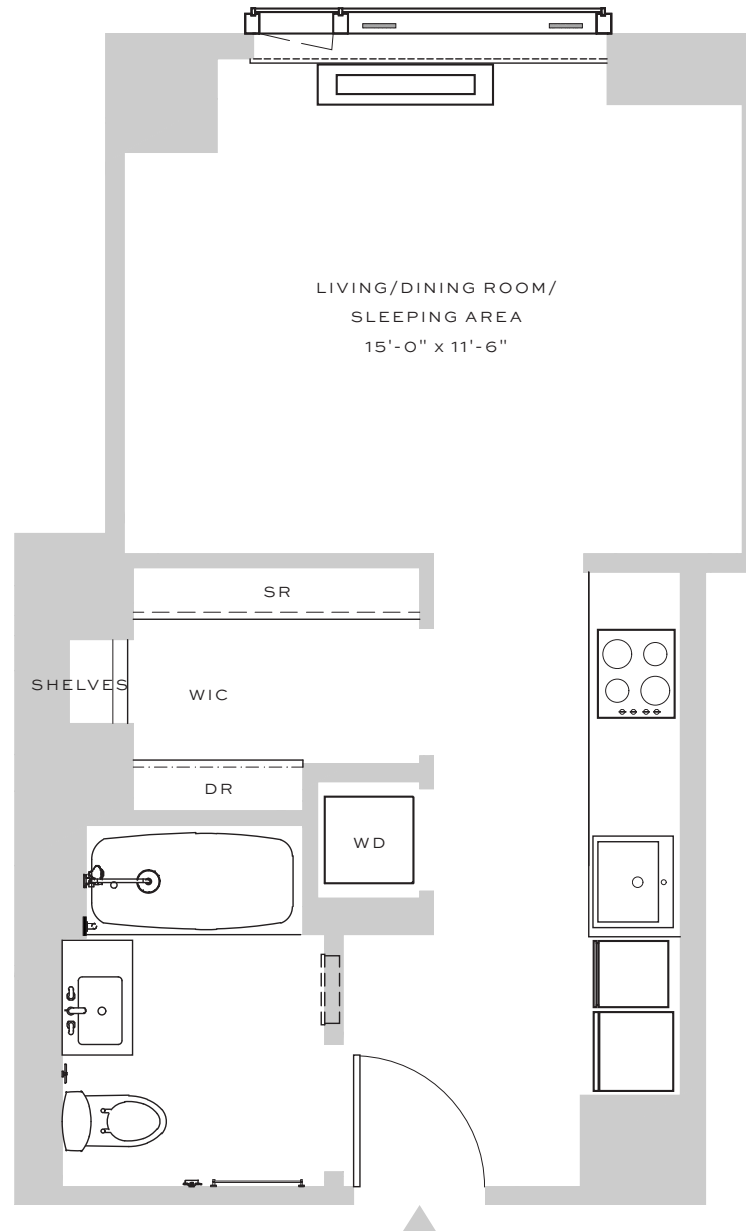 LIVING/DINING ROOM/
SLEEPING AREA
15'-0" x 11'-6"
SR
SHELVES
WIC
DR
WD